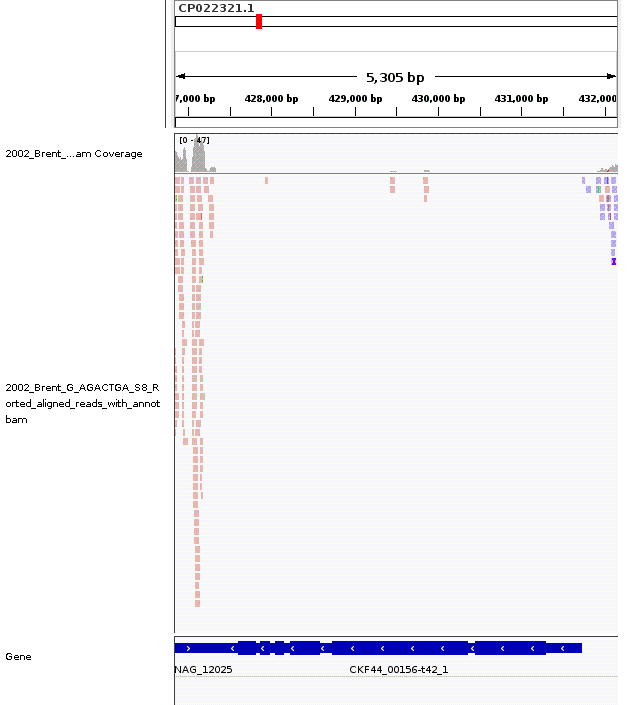 CP022321.1
5,305 bp
7,000 bp 428,000 bp 429,000 bp 430,000 bp 431,000 bp 432,000
[0 - 47]
2002_Brent_...am Coverage
2002_Brent_G_AGACTGA_S8_R
orted_aligned_reads_with_annot
bam
Gene
NAG_12025 CKF44_00156-t42_1